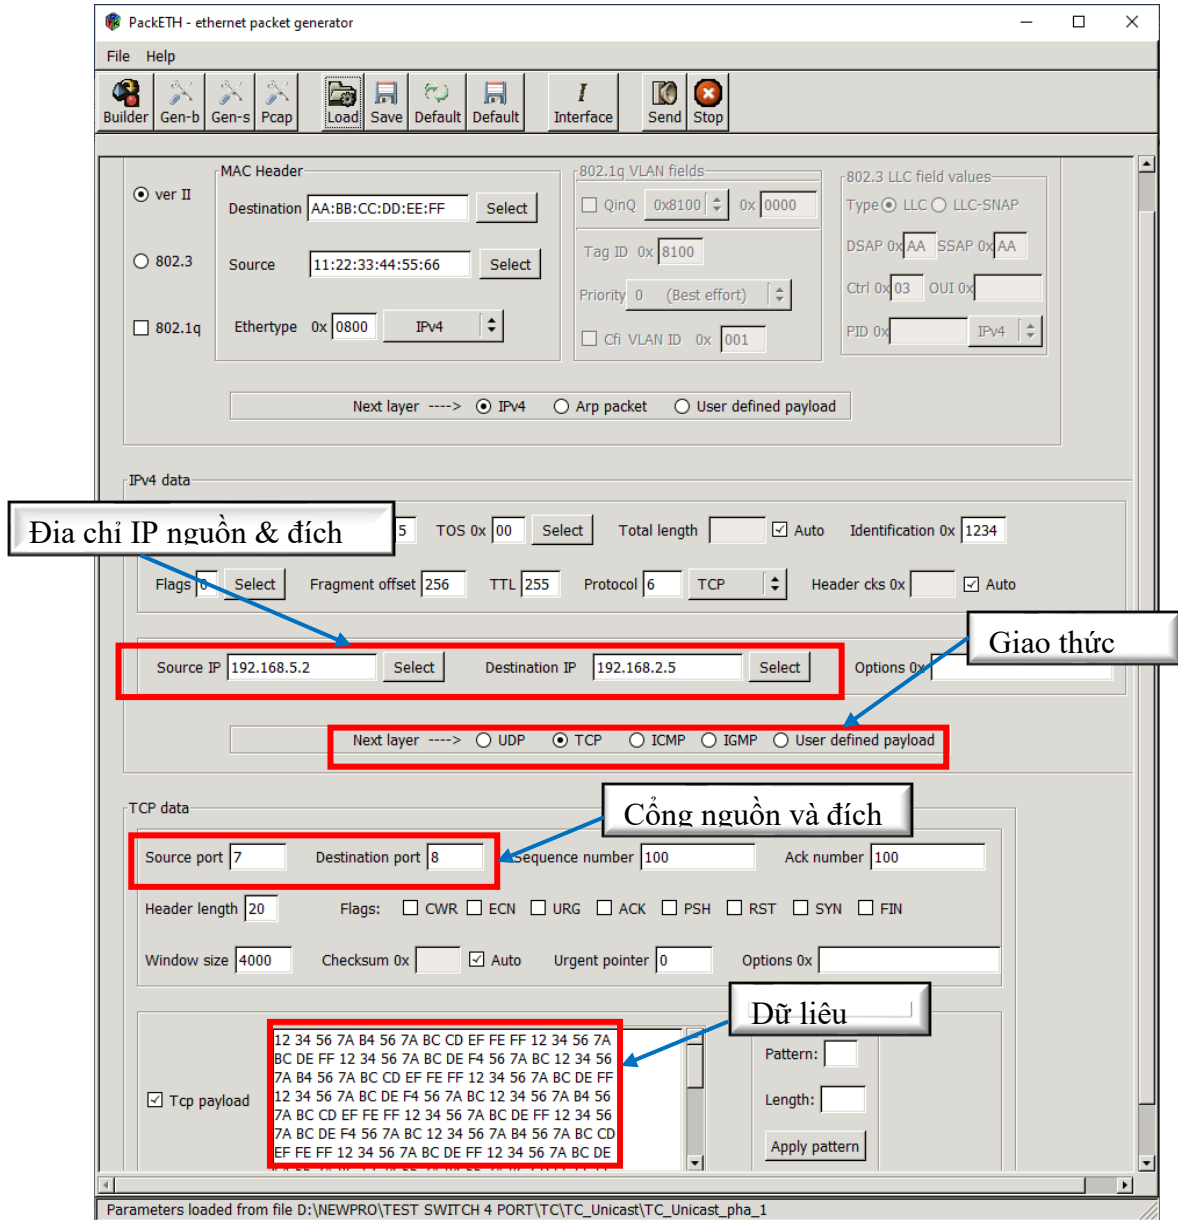 PackETH - ethernet packet generator
File Help
Builder Gen-b Gen-s Pcap Load Save Default Default Interface Send Stop
MAC Header 802.1q VLAN fields 802.3 LLC field values
ver II Destination AA:BB:CC:DD:EE:FF Select QinQ 0x8100 0x 0000 Type LLC LLC-SNAP
Tag ID 0x 8100 DSAP 0x AA SSAP 0x AA
802.3 Source 11:22:33:44:55:66 Select
Priority 0 (Best effort) Ctrl 0x 03 OUI 0x
802.1q Ethertype 0x 0800 IPv4 Cfi VLAN ID 0x 001 PID 0x IPv4
Next layer ----> IPv4 Arp packet User defined payload
IPv4 data
Đia chỉ IP nguồn & đích 5 TOS 0x 00 Select Total length Auto Identification 0x 1234
Flags 0 Select Fragment offset 256 TTL 255 Protocol 6 TCP Header cks 0x Auto
Giao thức
Source IP 192.168.5.2 Select Destination IP 192.168.2.5 Select Options 0x
Next layer ----> UDP TCP ICMP IGMP User defined payload
TCP data
Cổng nguồn và đích
Source port 7 Destination port 8 Sequence number 100 Ack number 100
Header length 20 Flags: CWR ECN URG ACK PSH RST SYN FIN
Window size 4000 Checksum 0x Auto Urgent pointer 0 Options 0x
Dữ liêu
12 34 56 7A B4 56 7A BC CD EF FE FF 12 34 56 7A
BC DE FF 12 34 56 7A BC DE F4 56 7A BC 12 34 56
7A B4 56 7A BC CD EF FE FF 12 34 56 7A BC DE FF
12 34 56 7A BC DE F4 56 7A BC 12 34 56 7A B4 56
7A BC CD EF FE FF 12 34 56 7A BC DE FF 12 34 56
7A BC DE F4 56 7A BC 12 34 56 7A B4 56 7A BC CD
EF FE FF 12 34 56 7A BC DE FF 12 34 56 7A BC DE
Tcp payload
Pattern:
Length:
Apply pattern
Parameters loaded from file D:\NEWPRO\TEST SWITCH 4 PORT\TC\TC_Unicast\TC_Unicast_pha_1